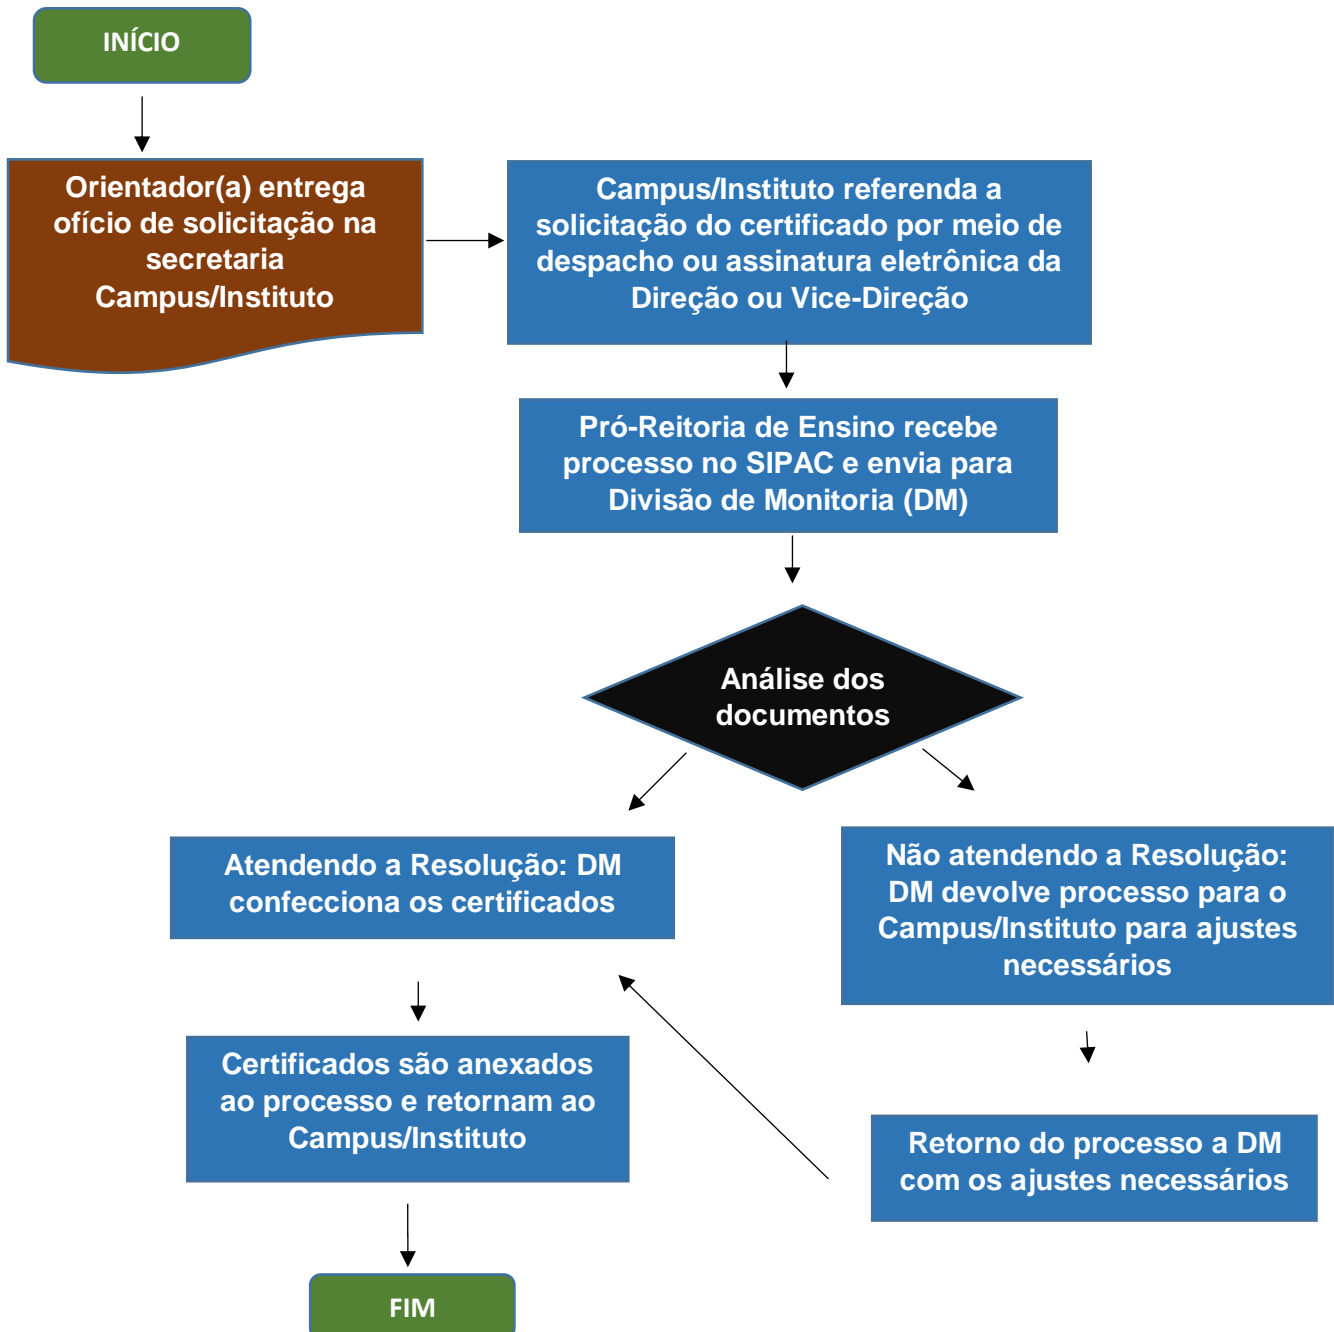 INÍCIO
Orientador(a) entrega
ofício de solicitação na
secretaria
Campus/Instituto
Campus/Instituto referenda a
solicitação do certificado por meio de
despacho ou assinatura eletrônica da
Direção ou Vice-Direção
Pró-Reitoria de Ensino recebe
processo no SIPAC e envia para
Divisão de Monitoria (DM)
Análise dos
documentos
Atendendo a Resolução: DM
confecciona os certificados
Não atendendo a Resolução:
DM devolve processo para o
Campus/Instituto para ajustes
necessários
Certificados são anexados
ao processo e retornam ao
Campus/Instituto
Retorno do processo a DM
com os ajustes necessários
FIM